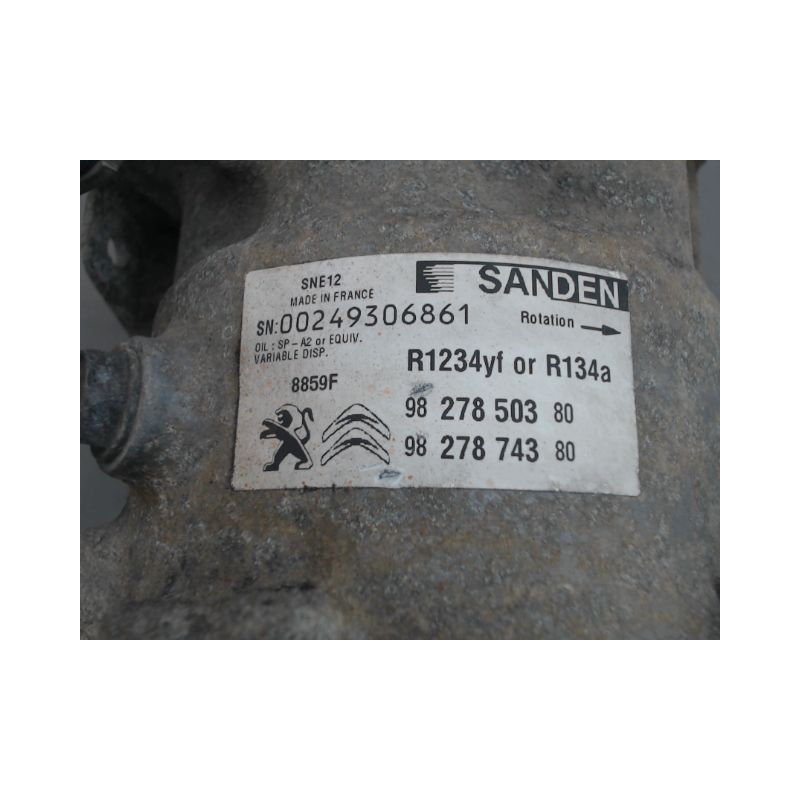 SNE12
MADE IN FRANCE
SANDEN
SN:00249306861
Rotation
OIL : SP-A2 or EQUIV.
VARIABLE DISP.
R1234yf or R134a
8859F
98 278 503 80
98 278 743 80